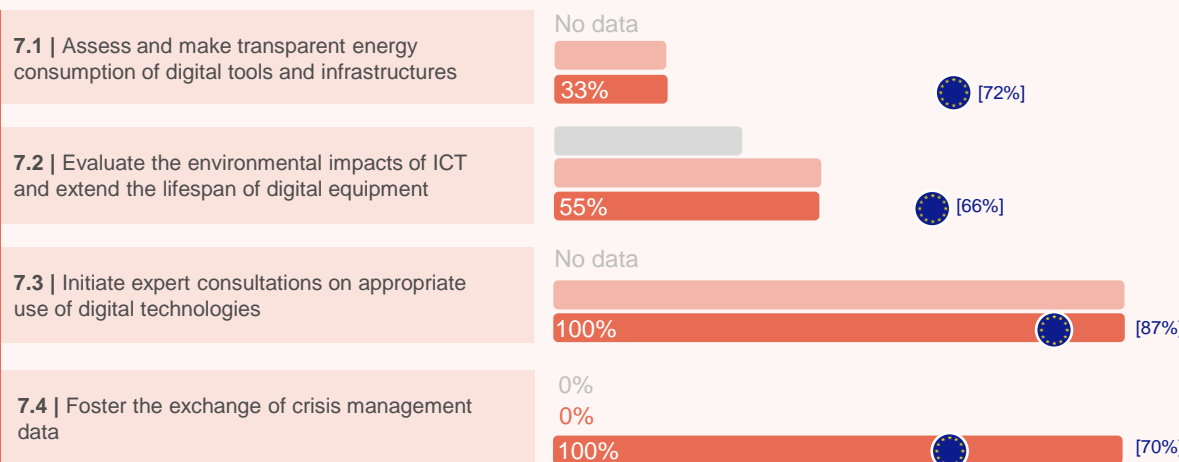 No data
7.1 | Assess and make transparent energy
consumption of digital tools and infrastructures
33%
[72%]
7.2 | Evaluate the environmental impacts of ICT
and extend the lifespan of digital equipment
55%
[66%]
No data
7.3 | Initiate expert consultations on appropriate
use of digital technologies
100%
[87%]
0%
7.4 | Foster the exchange of crisis management
data
0%
100%
[70%]